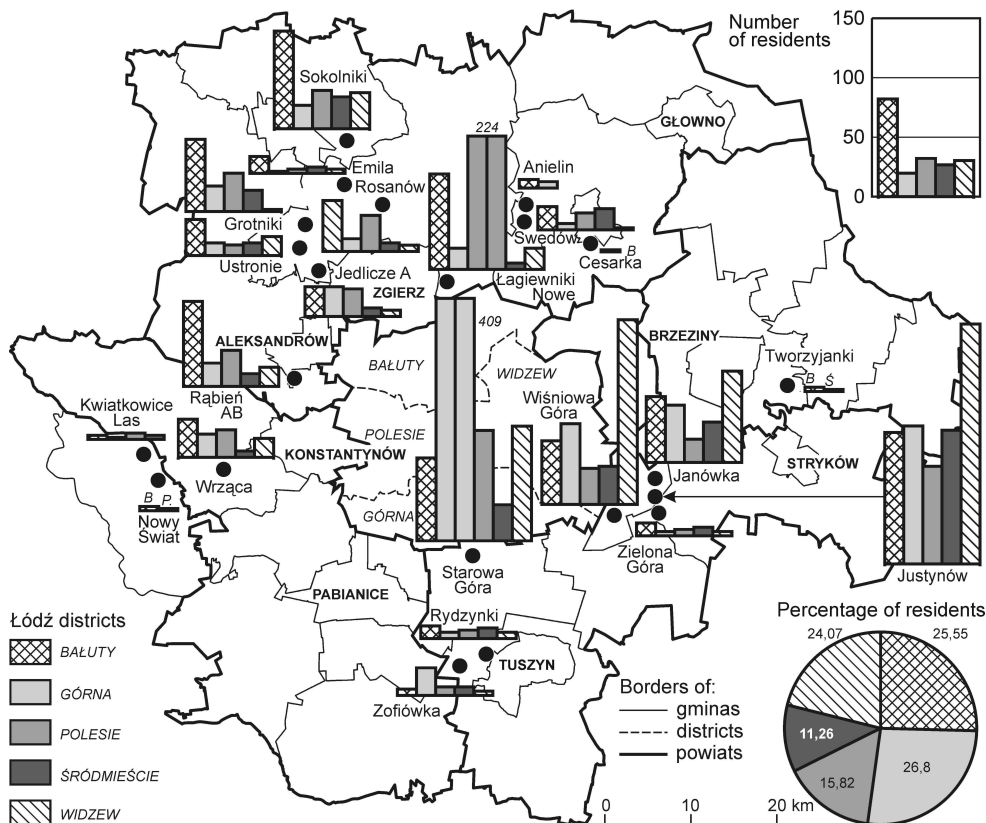 Number
of residents
150
100
50
0
Sokolniki
GŁOWNO
224
Emila
Rosanów
Anielin
Grotniki
Swędów
B
Cesarka
Ustronie
Jedlicze A
ZGIERZ
Łagiewniki
Nowe
409
ALEKSANDRÓW
BAŁUTY
WIDZEW
BRZEZINY
Tworzyjanki
B Ś
Rąbień
AB
Wiśniowa
Góra
Kwiatkowice
Las
POLESIE
KONSTANTYNÓW
Janówka
STRYKÓW
Wrząca
B P.
Nowy
Świat
GÓRNA
Zielona
Góra
Starowa
Góra
Justynów
PABIANICE
Rydzynki
TUSZYN
Zofiówka
Łódź districts
BAŁUTY
GÓRNA
POLESIE
ŚRÓDMIEŚCIE
WIDZEW
Borders of:
gminas
districts
powiats
0 10 20 km
Percentage of residents
24,07
25,55
11,26
15,82
26,8